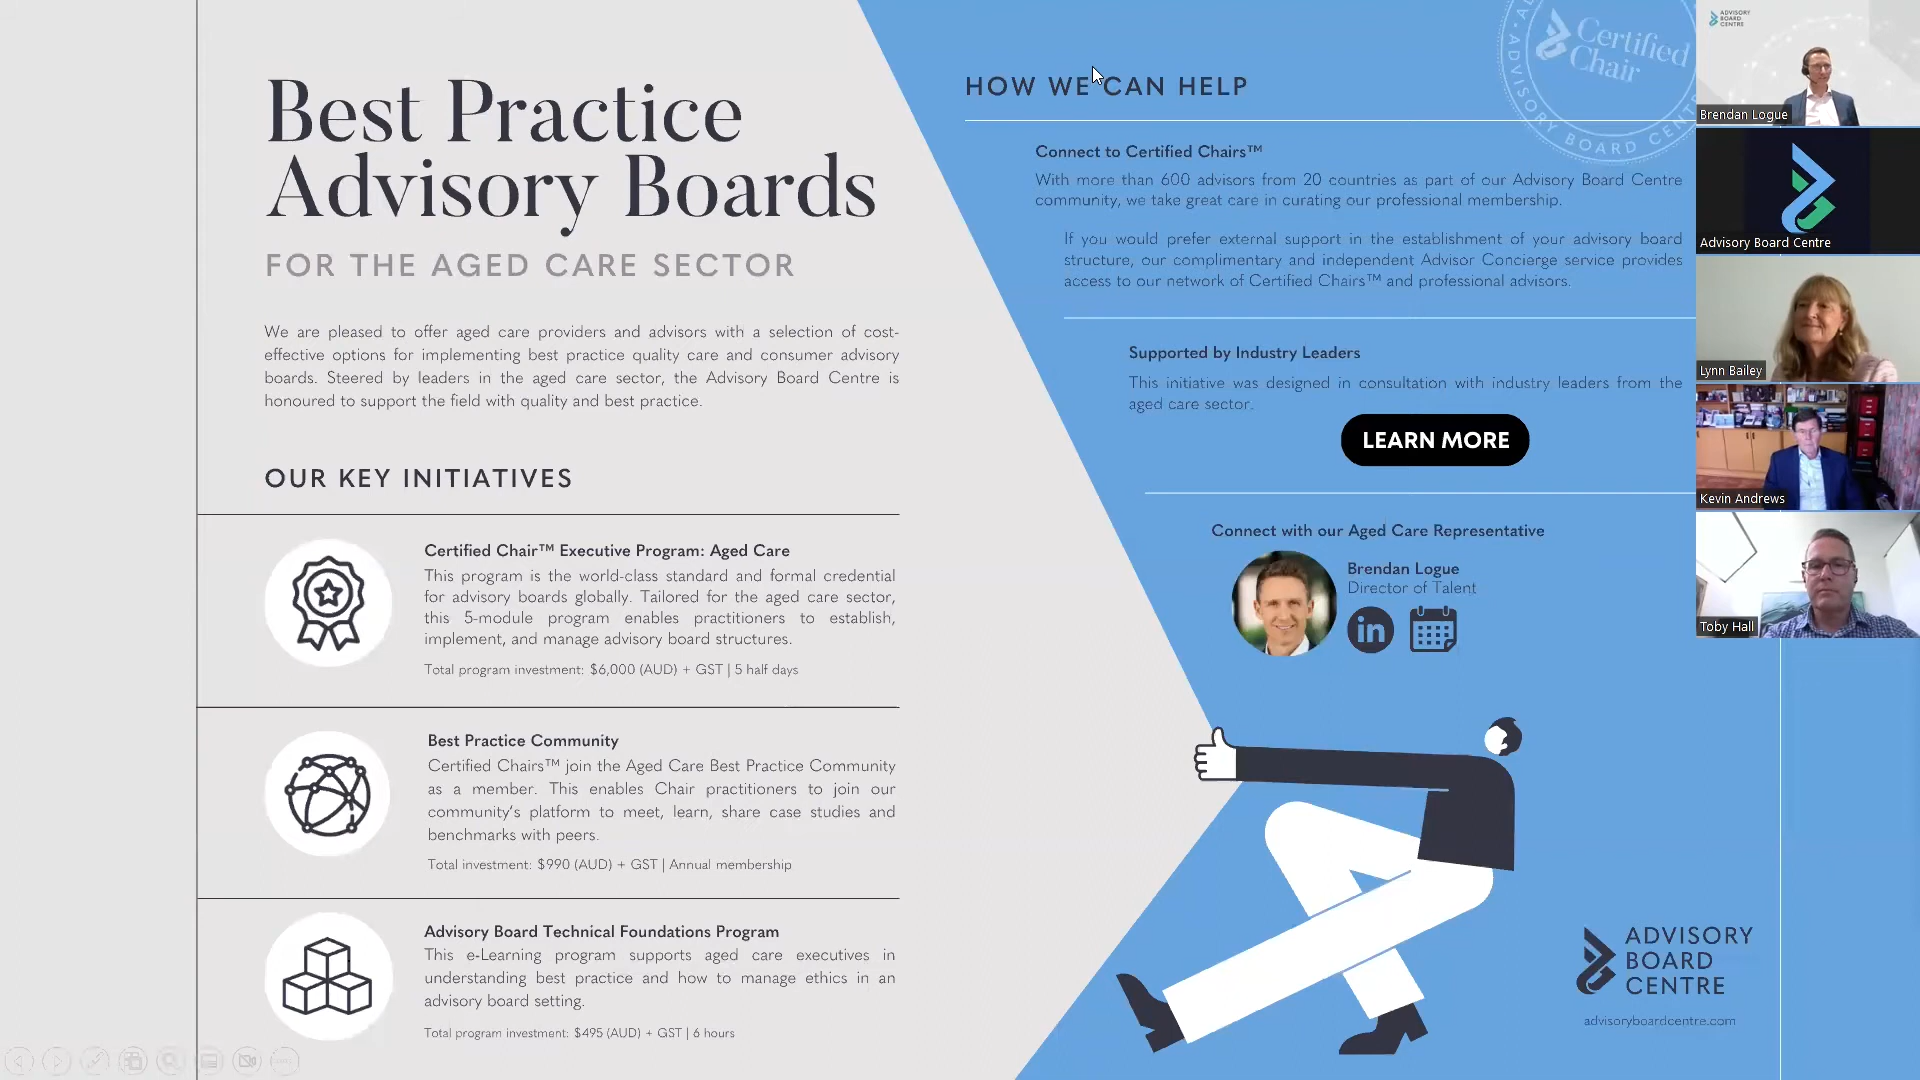 Best Practice
Advisory Boards
FOR THE AGED CARE SECTOR
We are pleased to offer aged care providers and advisors with a selection of cost-
effective options for implementing best practice quality care and consumer advisory
boards. Steered by leaders in the aged care sector, the Advisory Board Centre is
honoured to support the field with quality and best practice.
OUR KEY INITIATIVES
Certified Chair™ Executive Program: Aged Care
This program is the world-class standard and formal credential
for advisory boards globally. Tailored for the aged care sector,
this 5-module program enables practitioners to establish,
implement, and manage advisory board structures.
Total program investment: $6,000 (AUD) + GST | 5 half days
Best Practice Community
Certified Chairs™ join the Aged Care Best Practice Community
as a member. This enables Chair practitioners to join our
community's platform to meet, learn, share case studies and
benchmarks with peers.
Total investment: $990 (AUD) + GST | Annual membership
Advisory Board Technical Foundations Program
This e-Learning program supports aged care executives in
understanding best practice and how to manage ethics in an
advisory board setting.
Total program investment: $495 (AUD) + GST | 6 hours
HOW WE CAN HELP
Certified
Chair
ADVISORY BOARD CENT
Connect to Certified Chairs™
With more than 600 advisors from 20 countries as part of our Advisory Board Centre
community, we take great care in curating our professional membership.
If you would prefer external support in the establishment of your advisory board
structure, our complimentary and independent Advisor Concierge service provides
access to our network of Certified Chairs™ and professional advisors.
Supported by Industry Leaders
This initiative was designed in consultation with industry leaders from the
aged care sector.
LEARN MORE
Connect with our Aged Care Representative
Brendan Logue
Director of Talent
in
ADVISORY
BOARD
CENTRE
advisoryboardcentre.com
ADVISORY
BOARD
CENTRE
Brendan Logue
Advisory Board Centre
Lynn Bailey
Kevin Andrews
Toby Hall